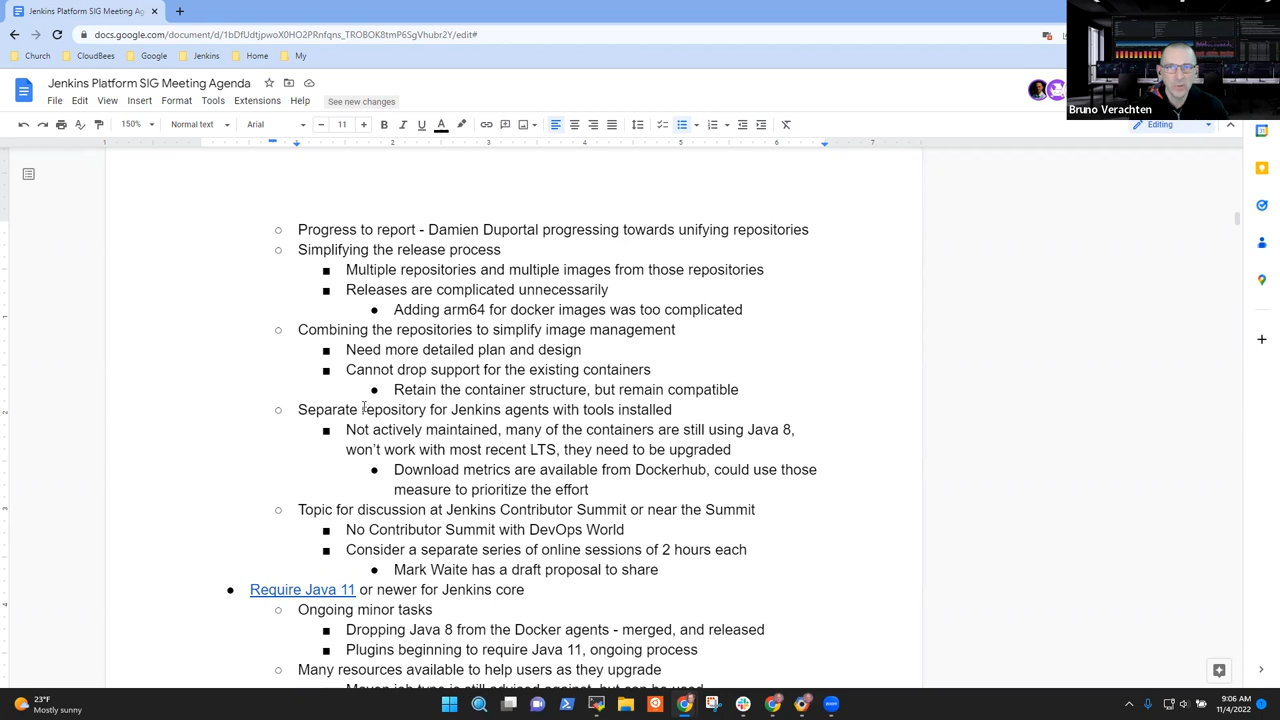 Jenkins Platform SIG Meeting Ag
docs.google.com/document/d/
Church
CloudBees
Google
Jenkins
Home
My
Bruno Verachten
Jenkins Platform SIG Meeting Agenda
File Edit View Insert Format Tools Extensions Help See new changes
150% Normal text Arial 11 B I
Editing
2 4 5 6 7
○ Progress to report - Damien Duportal progressing towards unifying repositories
○ Simplifying the release process
■ Multiple repositories and multiple images from those repositories
■ Releases are complicated unnecessarily
● Adding arm64 for docker images was too complicated
○ Combining the repositories to simplify image management
■ Need more detailed plan and design
■ Cannot drop support for the existing containers
● Retain the container structure, but remain compatible
○ Separate repository for Jenkins agents with tools installed
■ Not actively maintained, many of the containers are still using Java 8,
won’t work with most recent LTS, they need to be upgraded
● Download metrics are available from Dockerhub, could use those
measure to prioritize the effort
○ Topic for discussion at Jenkins Contributor Summit or near the Summit
■ No Contributor Summit with DevOps World
■ Consider a separate series of online sessions of 2 hours each
● Mark Waite has a draft proposal to share
● Require Java 11 or newer for Jenkins core
○ Ongoing minor tasks
■ Dropping Java 8 from the Docker agents - merged, and released
■ Plugins beginning to require Java 11, ongoing process
○ Many resources available to help users as they upgrade
23°F
Mostly sunny
9:06 AM
11/4/2022